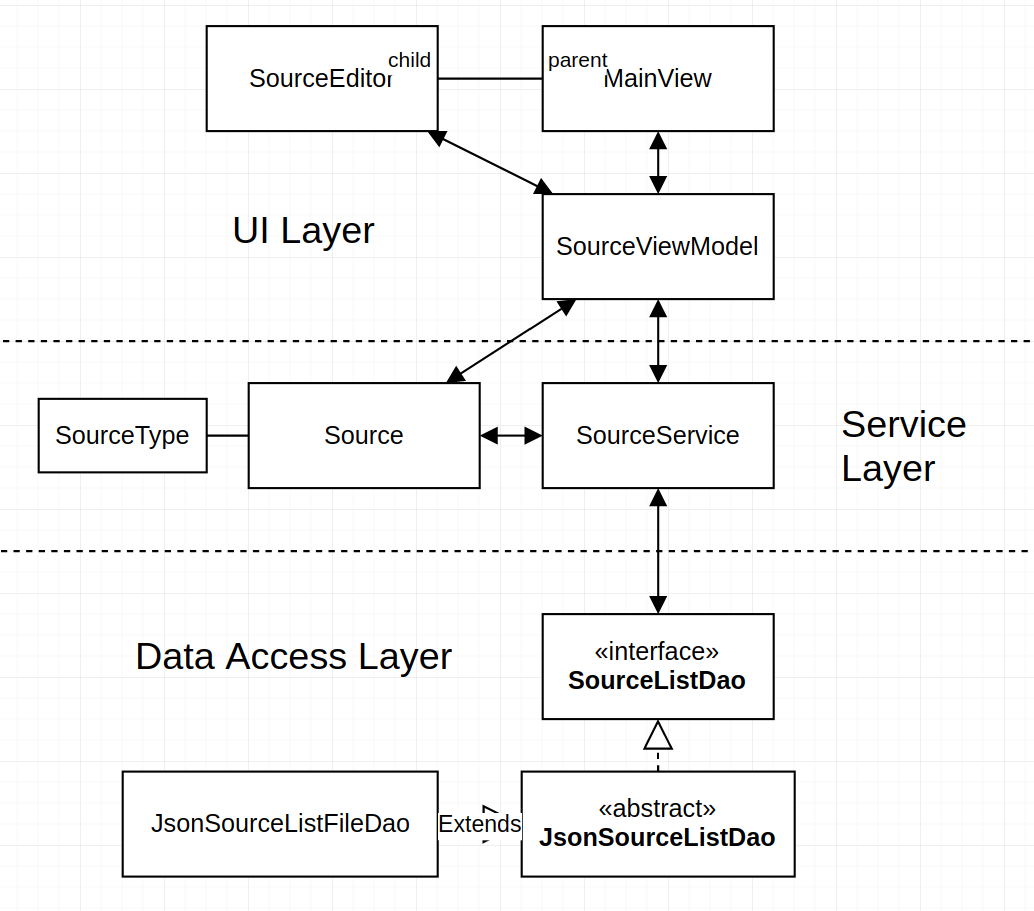 child
parent
SourceEditor
MainView
UI Layer
SourceViewModel
SourceType
Source
SourceService
Service
Layer
Data Access Layer
«interface»
SourceListDao
JsonSourceListFileDao
Extends
«abstract»
JsonSourceListDao